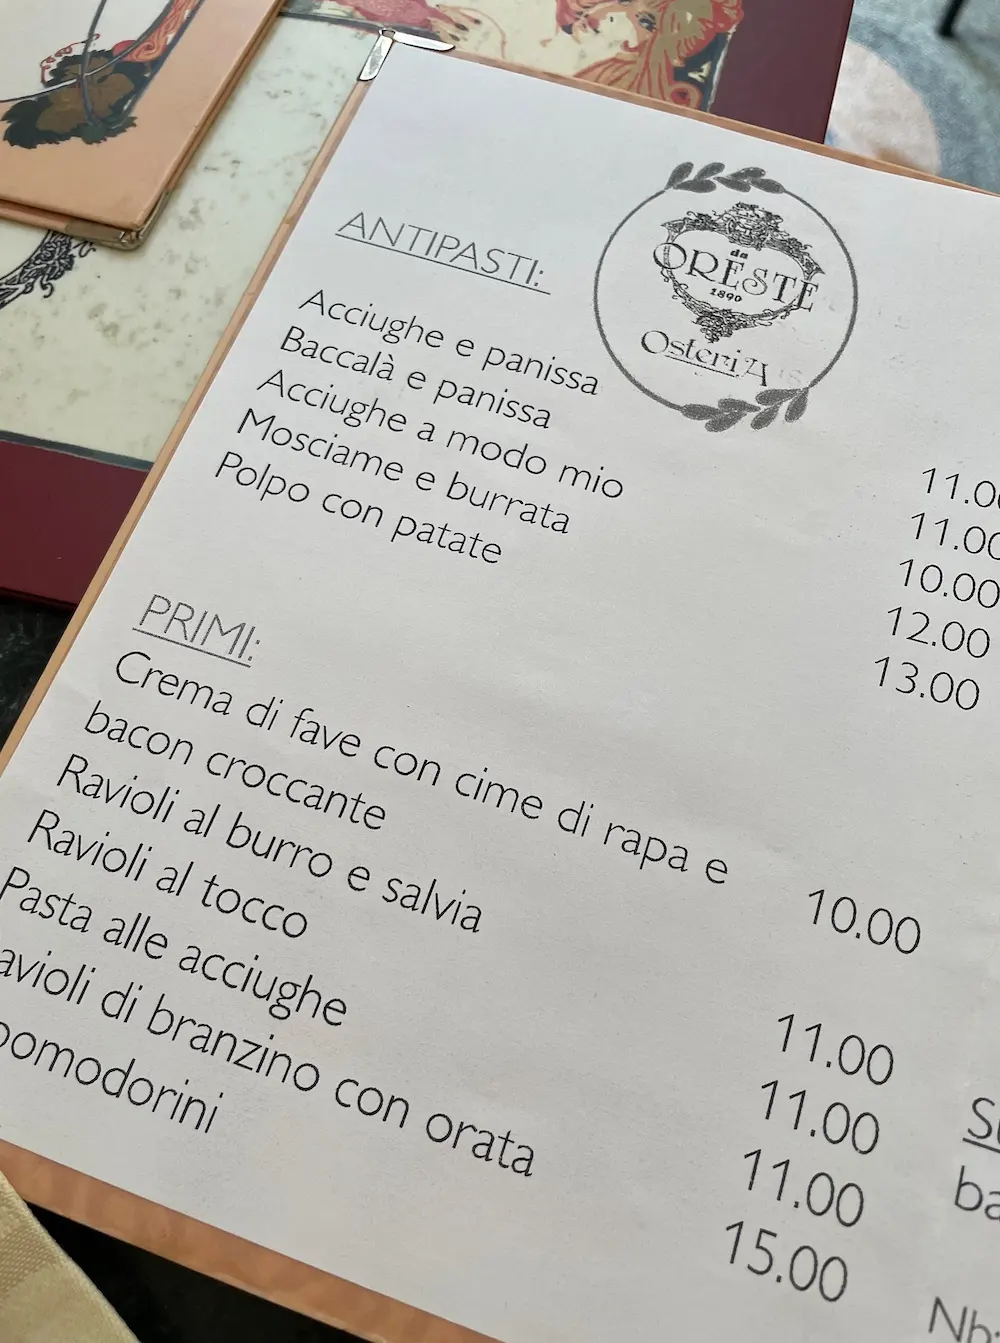 da
ORESTE
1890
OsteriA
ANTIPASTI:
Acciughe e panissa 11.00
Baccalà e panissa 11.00
Acciughe a modo mio 10.00
Mosciame e burrata 12.00
Polpo con patate 13.00
PRIMI:
Crema di fave con cime di rapa e
bacon croccante 10.00
Ravioli al burro e salvia 11.00
Ravioli al tocco 11.00
Pasta alle acciughe 11.00
avioli di branzino con orata 15.00
pomodorini